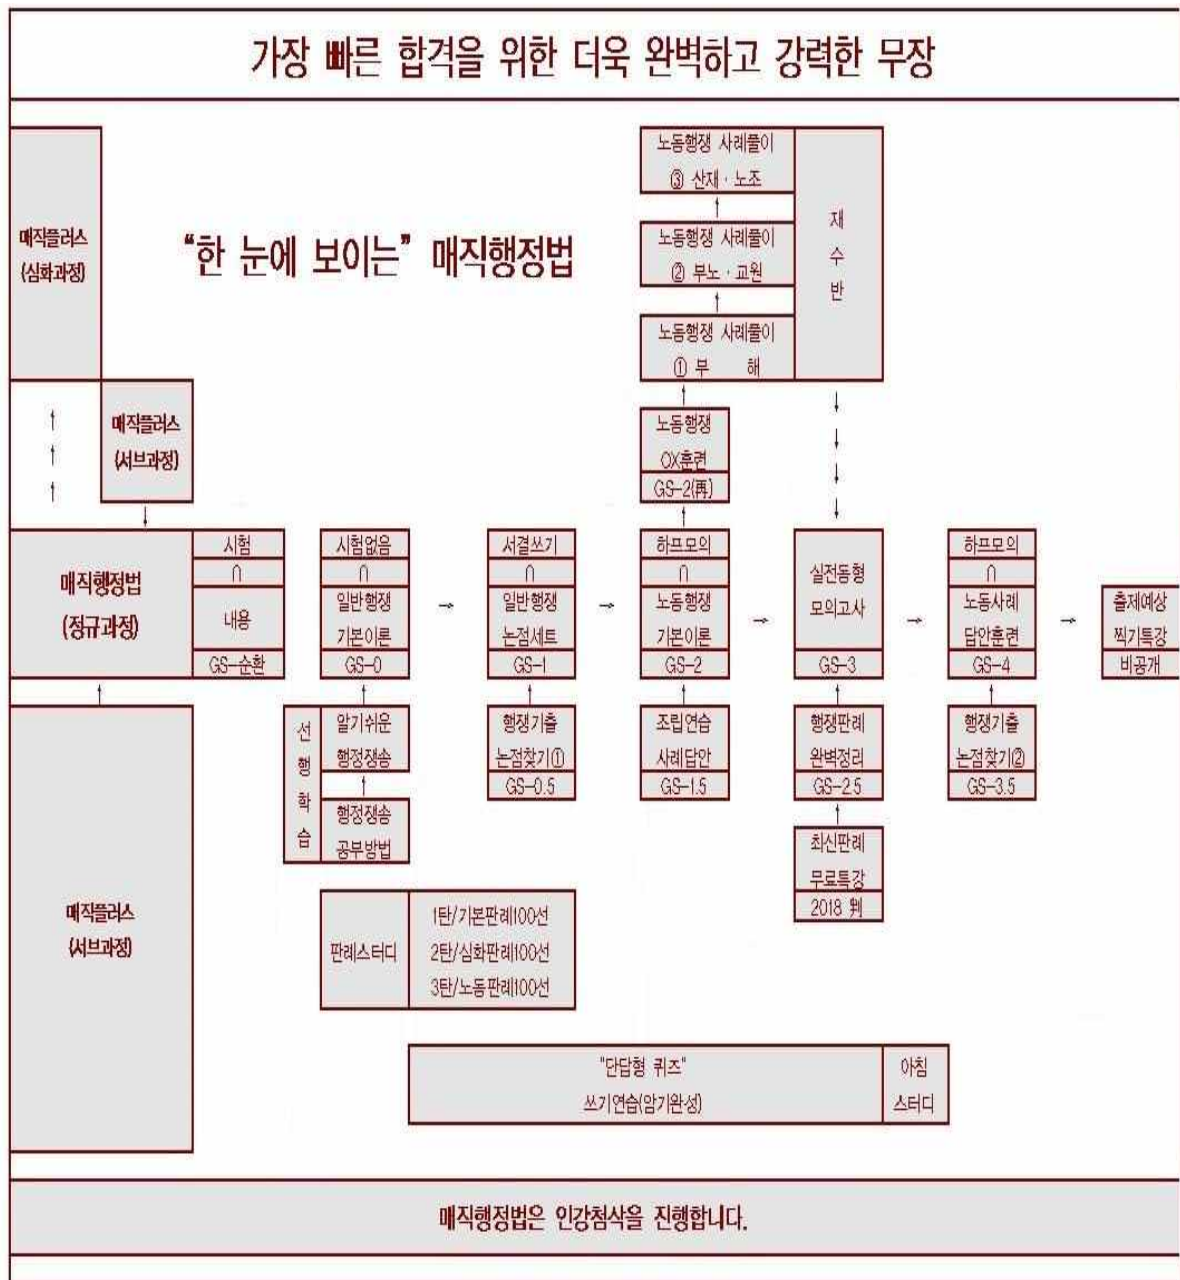 가장 빠른 합격을 위한 더욱 완벽하고 강력한 무장
매직플러스
(심화과정)
"한 눈에 보이는" 매직행정법
노동행쟁 사례풀이
③ 산재 · 노조
노동행쟁 사례풀이
② 부노 · 교원
노동행쟁 사례풀이
① 부 해
재
수
반
매직플러스
(서브과정)
노동행쟁
OX훈련
GS-2(再)
매직행정법
(정규과정)
시험
∩
내용
GS-순환
시험없음
∩
일반행쟁
기본이론
GS-0
→
서결쓰기
∩
일반행쟁
논점세트
GS-1
→
하프모의
∩
노동행쟁
기본이론
GS-2
→
실전동형
모의고사
GS-3
→
하프모의
∩
노동사례
답안훈련
GS-4
→
출제예상
찍기특강
비공개
매직플러스
(서브과정)
선
행
학
습
알기쉬운
행정쟁송
행정쟁송
공부방법
행쟁기출
논점찾기①
GS-0.5
조립연습
사례답안
GS-1.5
행쟁판례
완벽정리
GS-2.5
최신판례
무료특강
2018 判
행쟁기출
논점찾기②
GS-3.5
판례스터디
1탄/기본판례100선
2탄/심화판례100선
3탄/노동판례100선
"단답형 퀴즈"
쓰기연습(암기완성)
아침
스터디
매직행정법은 인강첨삭을 진행합니다.